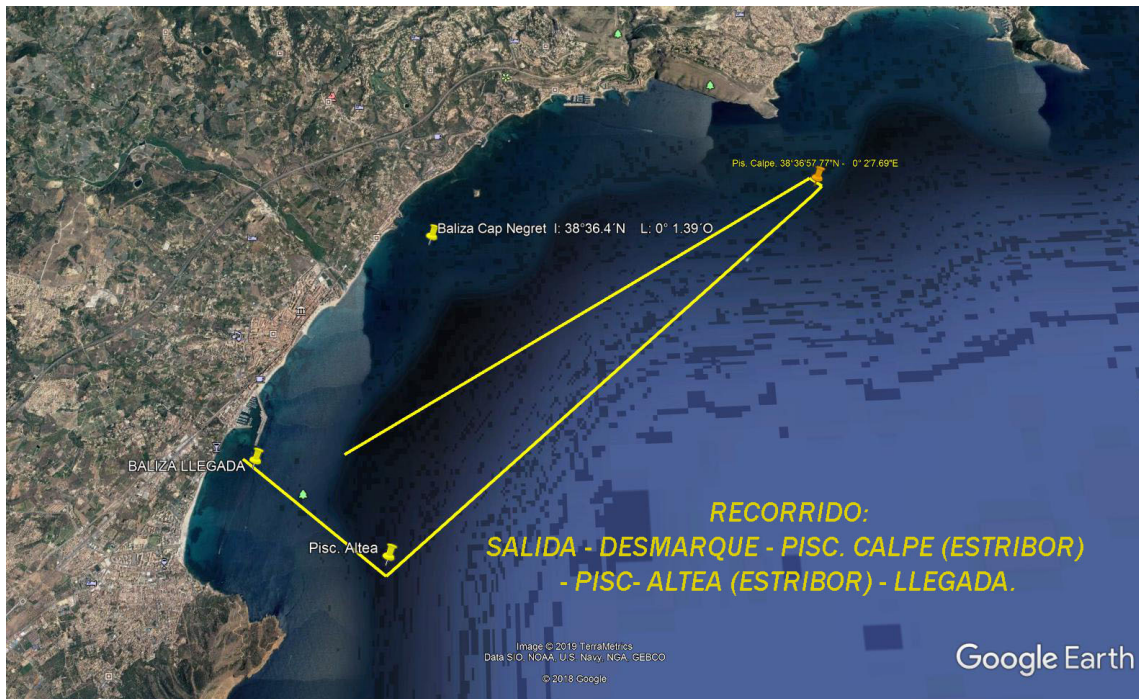 Pis. Calpe. 38°36'57.77"N - 0° 2'7.69"E
Baliza Cap Negret l: 38°36.4´N L: 0° 1.39´O
BALIZA LLEGADA
Pisc. Altea
RECORRIDO:
SALIDA - DESMARQUE - PISC. CALPE (ESTRIBOR)
- PISC- ALTEA (ESTRIBOR) - LLEGADA.
Image © 2019 TerraMetrics
Data SIO, NOAA, U.S. Navy, NGA, GEBCO
© 2018 Google
Google Earth